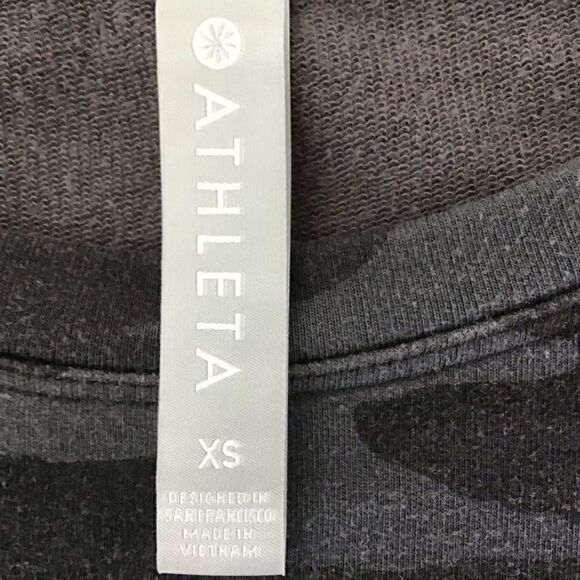 ATHLETA
XS
DESIGNED IN
SAN FRANCISCO
MADE IN
VIETNAM